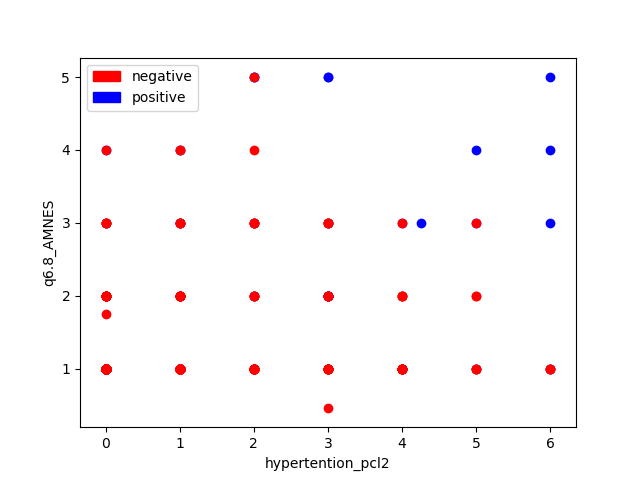 negative
positive
5
4
3
2
1
q6.8_AMNES
0 1 2 3 4 5 6
hypertention_pcl2